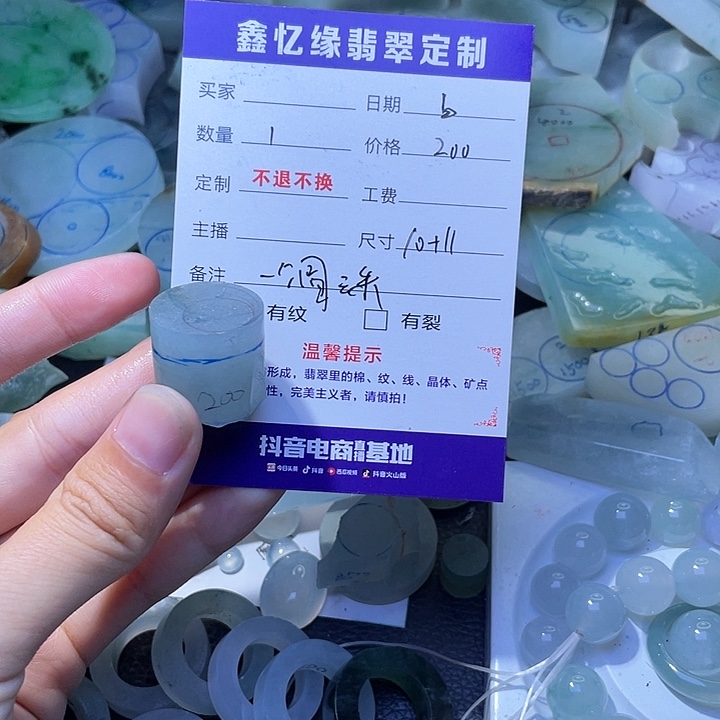 鑫忆缘翡翠定制
买家 日期 b
数量 1 价格 200
定制 不退不换 工费
主播 尺寸 10+11
备注 一个圆珠
有纹 有裂
温馨提示
形成,翡翠里的棉、纹、线、晶体、矿点
性,完美主义者,请慎拍!
抖音电商直播基地
今日头条 抖音 西瓜视频 抖音火山版
200